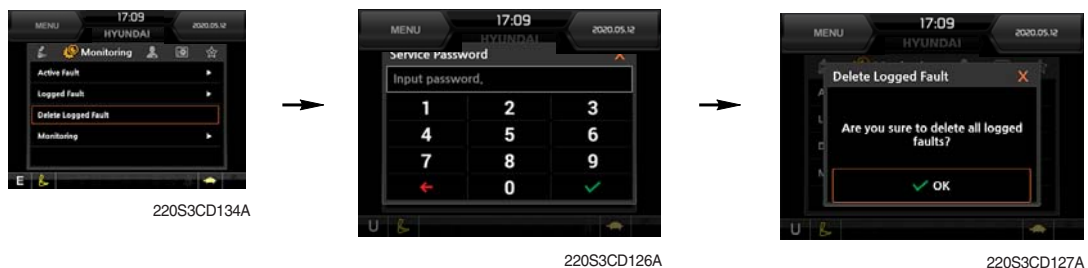 MENU
17:09
2020.05.12
HYUNDAI
Monitoring
Active Fault
Logged Fault
Delete Logged Fault
Monitoring
E
220S3CD134A
MENU
17:09
2020.05.12
HYUNDAI
Service Password X
Input password.
1 2 3
4 5 6
7 8 9
0
U
220S3CD126A
MENU
17:09
2020.05.12
HYUNDAI
Delete Logged Fault X
Are you sure to delete all logged
faults?
OK
U
220S3CD127A